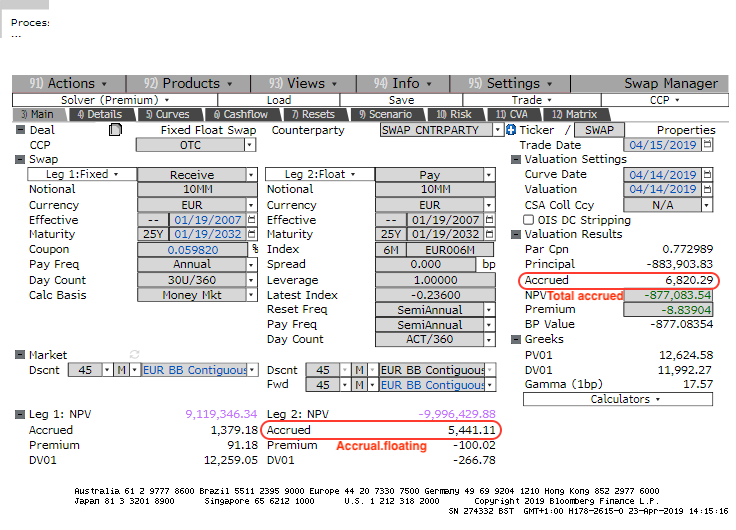 Proces:
...
91) Actions 92) Products 93) Views 94) Info 95) Settings Swap Manager
Solver (Premium) Load Save Trade CCP
3) Main 4) Details 5) Curves 6) Cashflow 7) Resets 9) Scenario 10) Risk 11) CVA 12) Matrix
Deal Fixed Float Swap Counterparty SWAP CNTRPARTY Ticker / SWAP Properties
CCP OTC Trade Date 04/15/2019
Swap Valuation Settings
Leg 1:Fixed Receive Leg 2:Float Pay Curve Date 04/14/2019
Notional 10MM Notional 10MM Valuation 04/14/2019
Currency EUR Currency EUR CSA Coll Ccy N/A
Effective -- 01/19/2007 Effective -- 01/19/2007 OIS DC Stripping
Maturity 25Y 01/19/2032 Maturity 25Y 01/19/2032 Valuation Results
Coupon 0.059820 % Index 6M EUR006M Par Cpn 0.772989
Pay Freq Annual Spread 0.000 bp Principal -883,903.83
Day Count 30U/360 Leverage 1.00000 Accrued 6,820.29
Calc Basis Money Mkt Latest Index -0.23600 NPV Total accrued -877,083.54
Reset Freq SemiAnnual Premium -8.83904
Pay Freq SemiAnnual BP Value -877.08354
Day Count ACT/360 Greeks
Market PV01 12,624.58
Dscnt 45 M EUR BB Contiguous Dscnt 45 M EUR BB Contiguous DV01 11,992.27
Fwd 45 M EUR BB Contiguous Gamma (1bp) 17.57
Calculators
Leg 1: NPV 9,119,346.34 Leg 2: NPV -9,996,429.88
Accrued 1,379.18 Accrued 5,441.11
Premium 91.18 Premium Accrual.floating -100.02
DV01 12,259.05 DV01 -266.78
Australia 61 2 9777 8600 Brazil 5511 2395 9000 Europe 44 20 7330 7500 Germany 49 69 9204 1210 Hong Kong 852 2977 6000
Japan 81 3 3201 8900 Singapore 65 6212 1000 U.S. 1 212 318 2000 Copyright 2019 Bloomberg Finance L.P.
SN 274332 BST GMT+1:00 H178-2615-0 23-Apr-2019 14:15:16